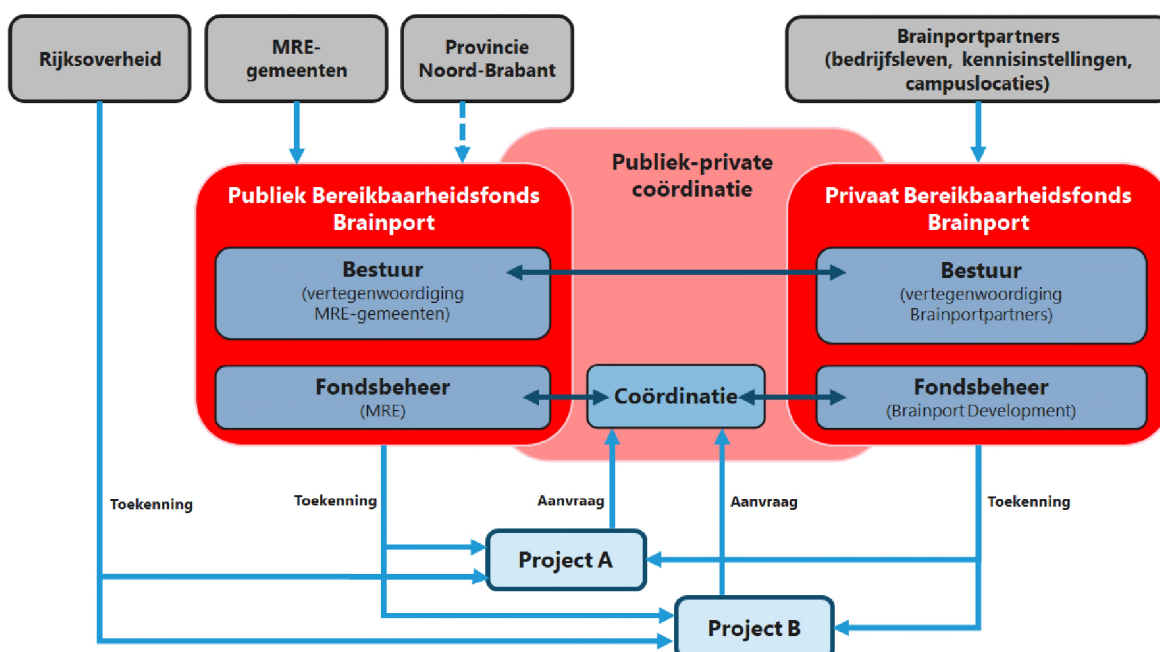 Rijksoverheid
MRE-
gemeenten
Provincie
Noord-Brabant
Brainportpartners
(bedrijfsleven, kennisinstellingen,
campuslocaties)
Publiek-private
coördinatie
Publiek Bereikbaarheidsfonds
Brainport
Privaat Bereikbaarheidsfonds
Brainport
Bestuur
(vertegenwoordiging
MRE-gemeenten)
Bestuur
(vertegenwoordiging
Brainportpartners)
Fondsbeheer
(MRE)
Coördinatie
Fondsbeheer
(Brainport Development)
Toekenning
Toekenning
Aanvraag
Aanvraag
Toekenning
Project A
Project B